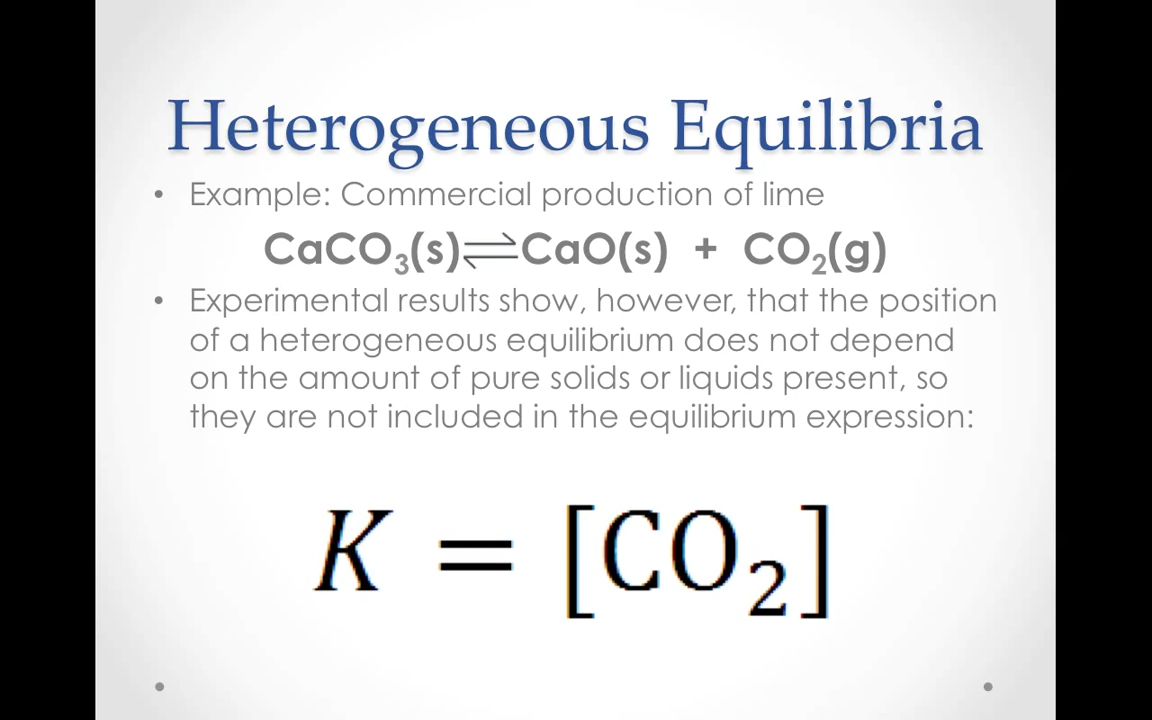 Heterogeneous Equilibria
• Example: Commercial production of lime
CaCO₃(s)⇌CaO(s) + CO₂(g)
• Experimental results show, however, that the position
of a heterogeneous equilibrium does not depend
on the amount of pure solids or liquids present, so
they are not included in the equilibrium expression:
K = [CO₂]